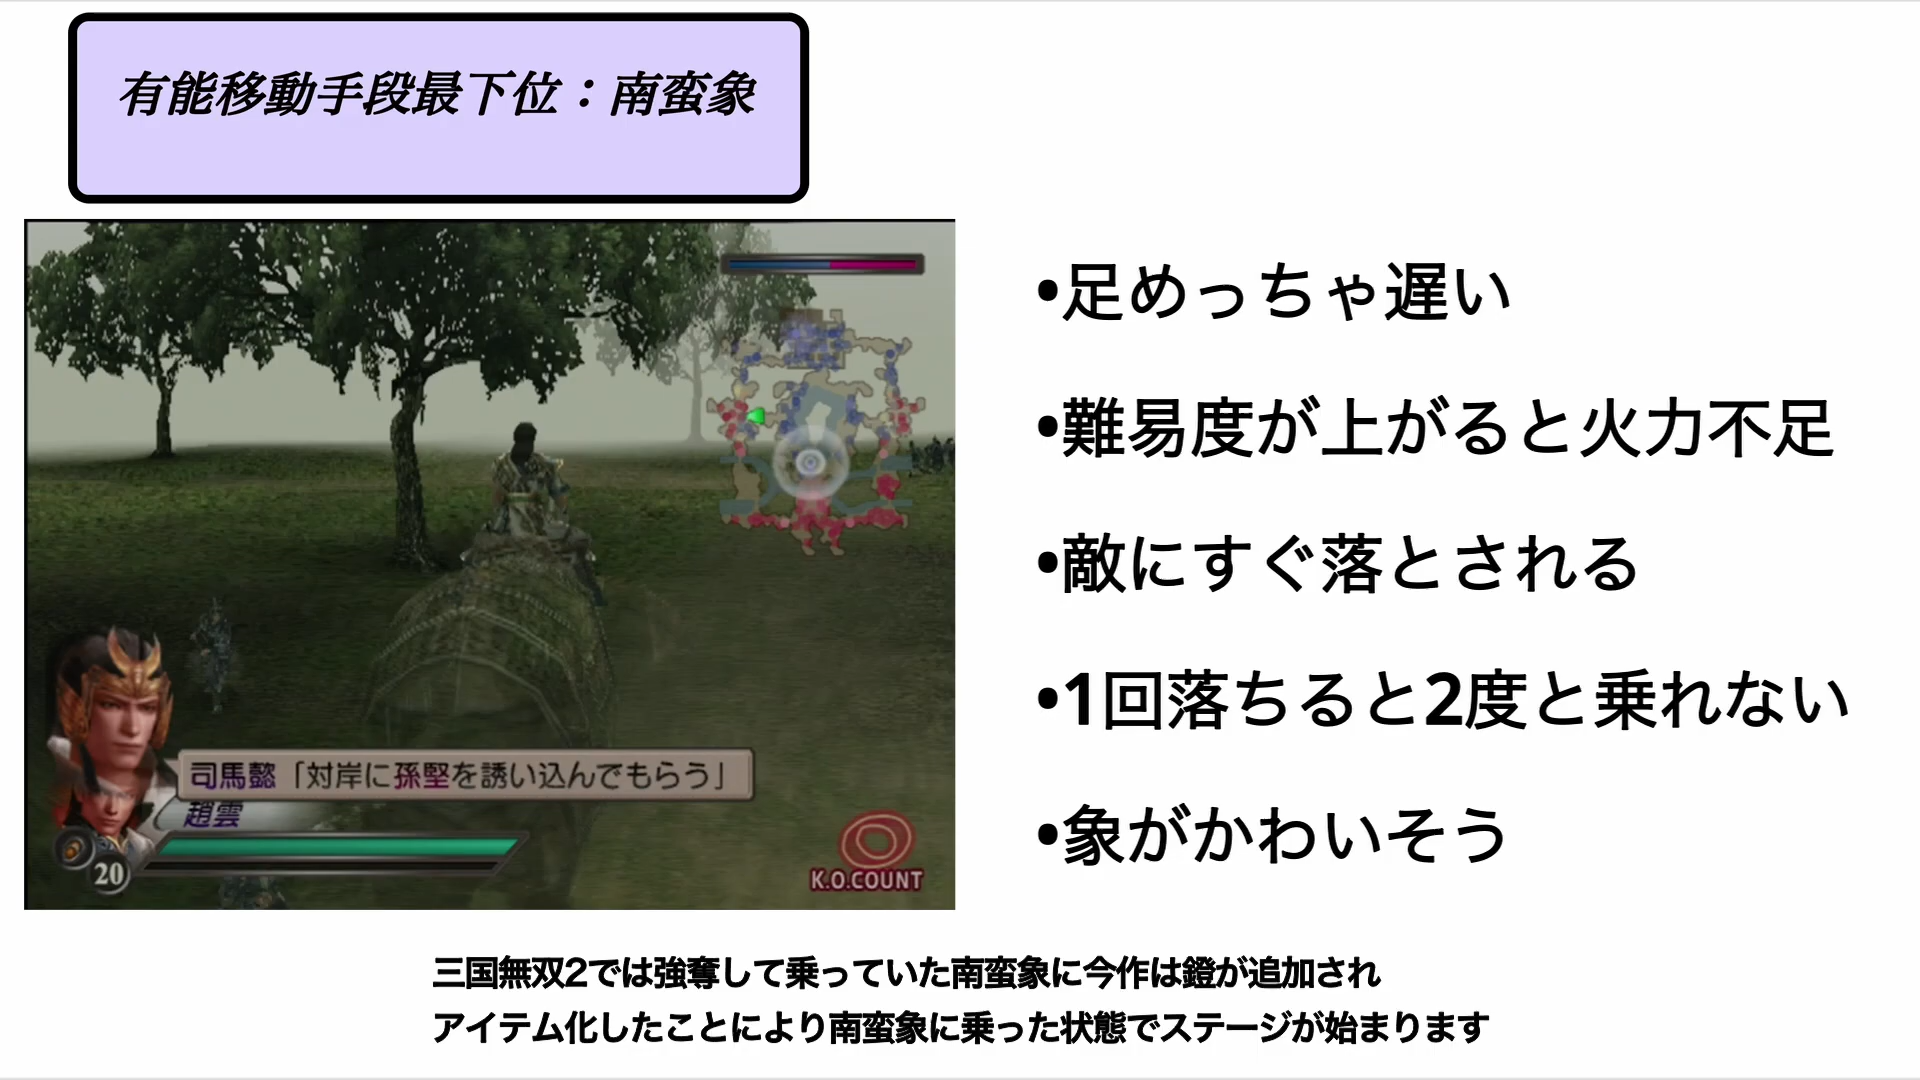 有能移動手段最下位：南蛮象
•足めっちゃ遅い
•難易度が上がると火力不足
•敵にすぐ落とされる
•1回落ちると2度と乗れない
•象がかわいそう
司馬懿「対岸に孫堅を誘い込んでもらう」
趙雲
20
K.O.COUNT
三国無双2では強奪して乗っていた南蛮象に今作は鐙が追加され
アイテム化したことにより南蛮象に乗った状態でステージが始まります